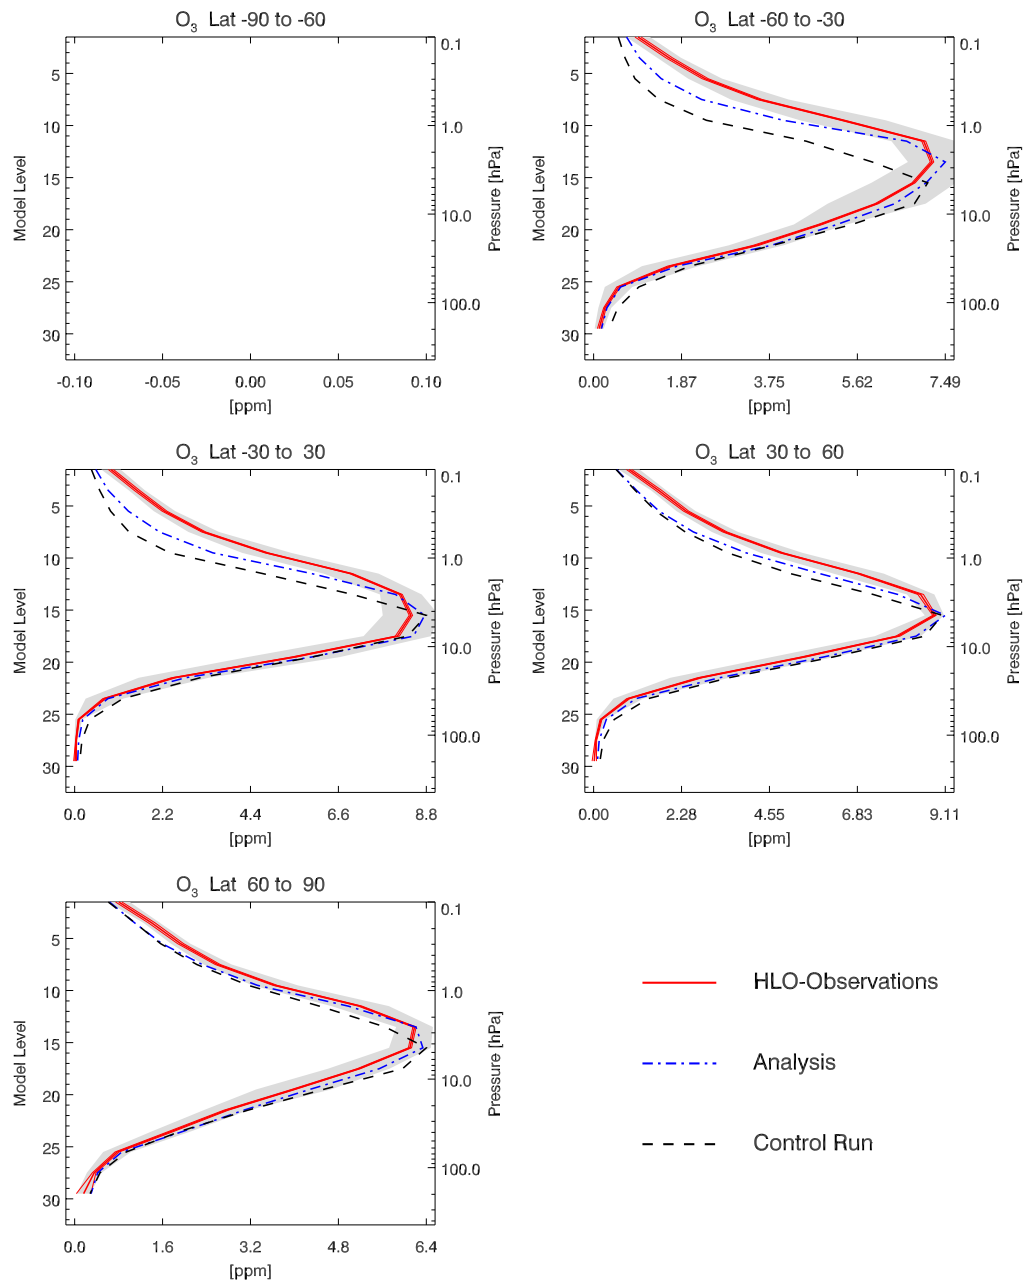 O3 Lat -90 to -60
O3 Lat -60 to -30
5
10
15
20
25
30
Model Level
0.1
1.0
10.0
100.0
Pressure [hPa]
-0.10 -0.05 0.00 0.05 0.10
[ppm]
5
10
15
20
25
30
Model Level
0.1
1.0
10.0
100.0
Pressure [hPa]
0.00 1.87 3.75 5.62 7.49
[ppm]
O3 Lat -30 to 30
O3 Lat 30 to 60
5
10
15
20
25
30
Model Level
0.1
1.0
10.0
100.0
Pressure [hPa]
0.0 2.2 4.4 6.6 8.8
[ppm]
5
10
15
20
25
30
Model Level
0.1
1.0
10.0
100.0
Pressure [hPa]
0.00 2.28 4.55 6.83 9.11
[ppm]
O3 Lat 60 to 90
5
10
15
20
25
30
Model Level
0.1
1.0
10.0
100.0
Pressure [hPa]
0.0 1.6 3.2 4.8 6.4
[ppm]
HLO-Observations
Analysis
Control Run